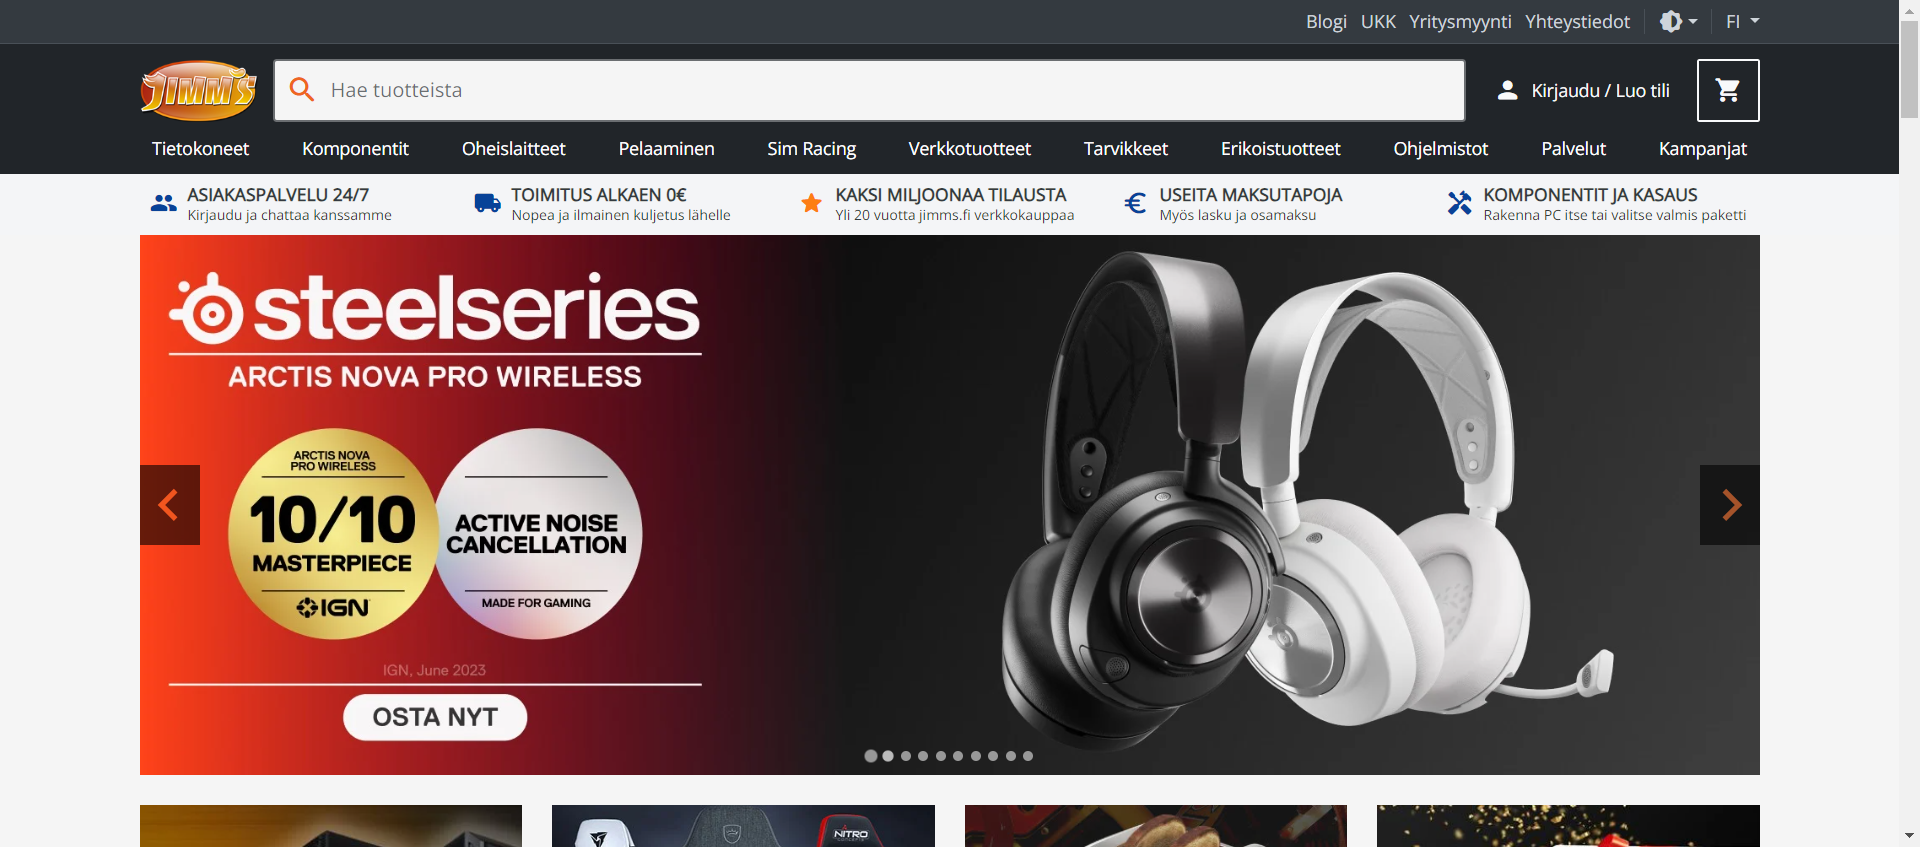 Blogi UKK Yritysmyynti Yhteystiedot FI
JIMM'S Hae tuotteista Kirjaudu / Luo tili
Tietokoneet Komponentit Oheislaitteet Pelaaminen Sim Racing Verkkotuotteet Tarvikkeet Erikoistuotteet Ohjelmistot Palvelut Kampanjat
ASIAKASPALVELU 24/7
Kirjaudu ja chattaa kanssamme
TOIMITUS ALKAEN 0€
Nopea ja ilmainen kuljetus lähelle
KAKSI MILJOONAA TILAUSTA
Yli 20 vuotta jimms.fi verkkokauppaa
USEITA MAKSUTAPOJA
Myös lasku ja osamaksu
KOMPONENTIT JA KASAUS
Rakenna PC itse tai valitse valmis paketti
steelseries
ARCTIS NOVA PRO WIRELESS
ARCTIS NOVA
PRO WIRELESS
10/10
MASTERPIECE
IGN
ACTIVE NOISE
CANCELLATION
MADE FOR GAMING
IGN, June 2023
OSTA NYT
NITRO